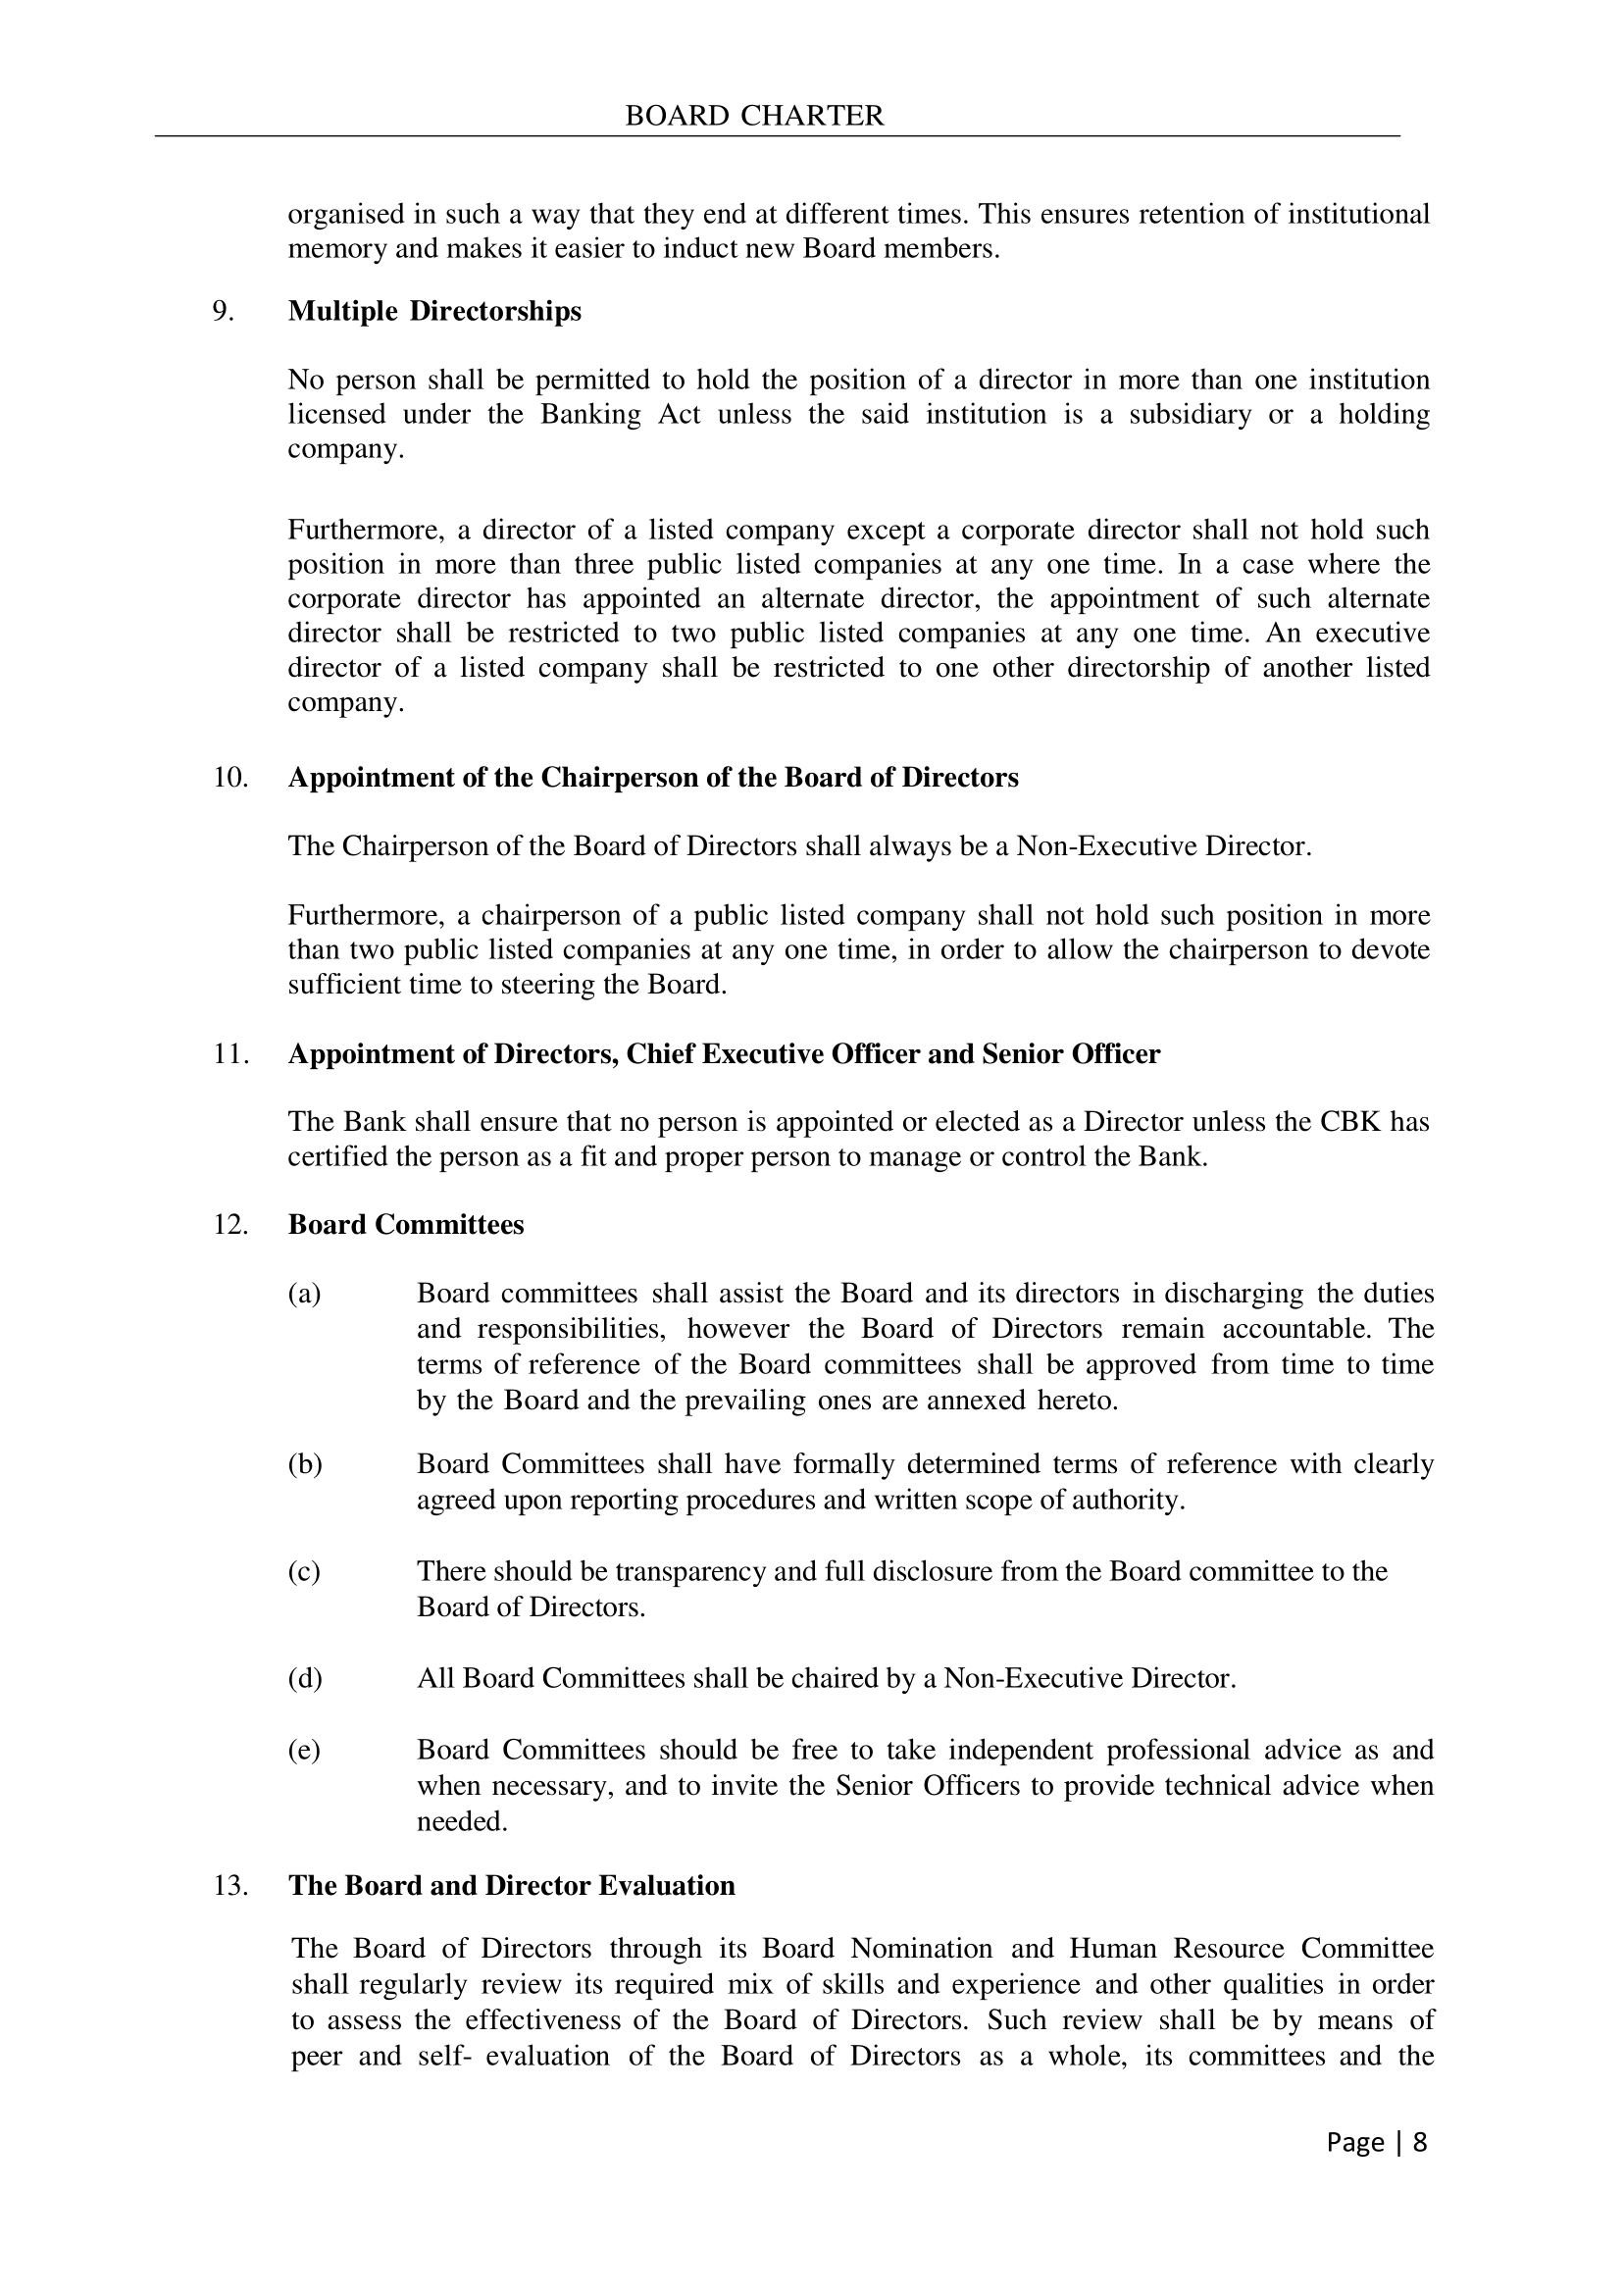 BOARD CHARTER
organised in such a way that they end at different times. This ensures retention of institutional
memory and makes it easier to induct new Board members.
9. Multiple Directorships
No person shall be permitted to hold the position of a director in more than one institution
licensed under the Banking Act unless the said institution is a subsidiary or a holding
company.
Furthermore, a director of a listed company except a corporate director shall not hold such
position in more than three public listed companies at any one time. In a case where the
corporate director has appointed an alternate director, the appointment of such alternate
director shall be restricted to two public listed companies at any one time. An executive
director of a listed company shall be restricted to one other directorship of another listed
company.
10. Appointment of the Chairperson of the Board of Directors
The Chairperson of the Board of Directors shall always be a Non-Executive Director.
Furthermore, a chairperson of a public listed company shall not hold such position in more
than two public listed companies at any one time, in order to allow the chairperson to devote
sufficient time to steering the Board.
11. Appointment of Directors, Chief Executive Officer and Senior Officer
The Bank shall ensure that no person is appointed or elected as a Director unless the CBK has
certified the person as a fit and proper person to manage or control the Bank.
12. Board Committees
(a) Board committees shall assist the Board and its directors in discharging the duties
and responsibilities, however the Board of Directors remain accountable. The
terms of reference of the Board committees shall be approved from time to time
by the Board and the prevailing ones are annexed hereto.
(b) Board Committees shall have formally determined terms of reference with clearly
agreed upon reporting procedures and written scope of authority.
(c) There should be transparency and full disclosure from the Board committee to the
Board of Directors.
(d) All Board Committees shall be chaired by a Non-Executive Director.
(e) Board Committees should be free to take independent professional advice as and
when necessary, and to invite the Senior Officers to provide technical advice when
needed.
13. The Board and Director Evaluation
The Board of Directors through its Board Nomination and Human Resource Committee
shall regularly review its required mix of skills and experience and other qualities in order
to assess the effectiveness of the Board of Directors. Such review shall be by means of
peer and self- evaluation of the Board of Directors as a whole, its committees and the
Page | 8